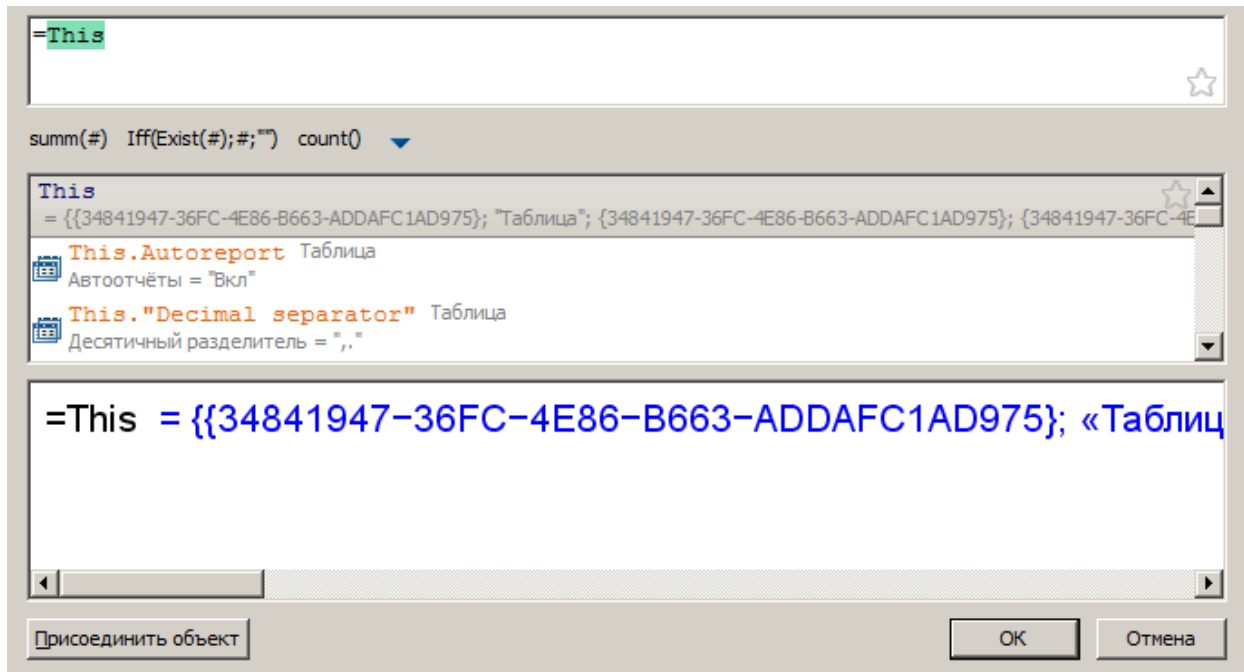 =This
summ(#) Iff(Exist(#);#;"") count()
This
= {{34841947-36FC-4E86-B663-ADDAFC1AD975}; "Таблица"; {34841947-36FC-4E86-B663-ADDAFC1AD975}; {34841947-36FC-4E
This.Autoreport Таблица
Автоотчёты = "Вкл"
This."Decimal separator" Таблица
Десятичный разделитель = ",."
=This = {{34841947−36FC−4E86−B663−ADDAFC1AD975}; «Таблиц
Присоединить объект OK Отмена